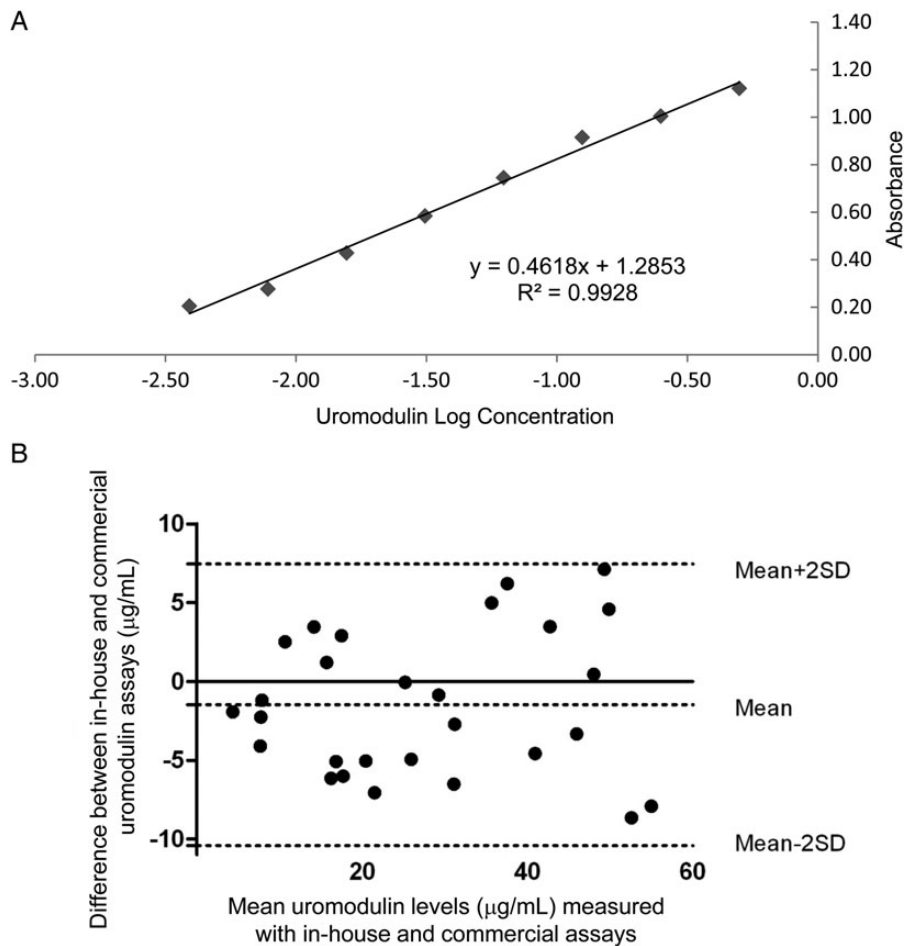 A
1.40
1.20
1.00
0.80
0.60
0.40
0.20
0.00
Absorbance
y = 0.4618x + 1.2853
R² = 0.9928
-3.00 -2.50 -2.00 -1.50 -1.00 -0.50 0.00
Uromodulin Log Concentration
B
Difference between in-house and commercial
uromodulin assays (μg/mL)
10
5
0
-5
-10
Mean+2SD
Mean
Mean-2SD
20 40 60
Mean uromodulin levels (μg/mL) measured
with in-house and commercial assays